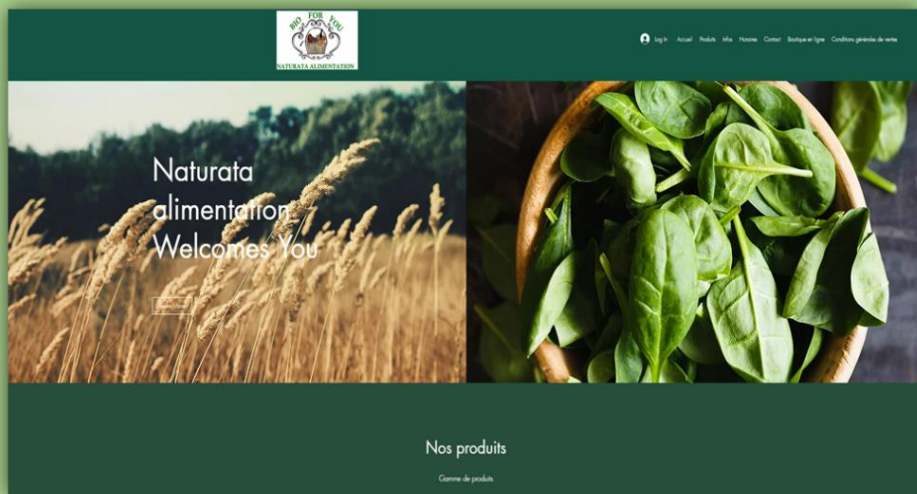 BIO FOR YOU
NATURATA ALIMENTATION
Log In Accueil Produits Infos Horaires Contact Boutique en ligne Conditions générales de ventes
Naturata
alimentation
Welcomes You
Nos produits
Gamme de produits